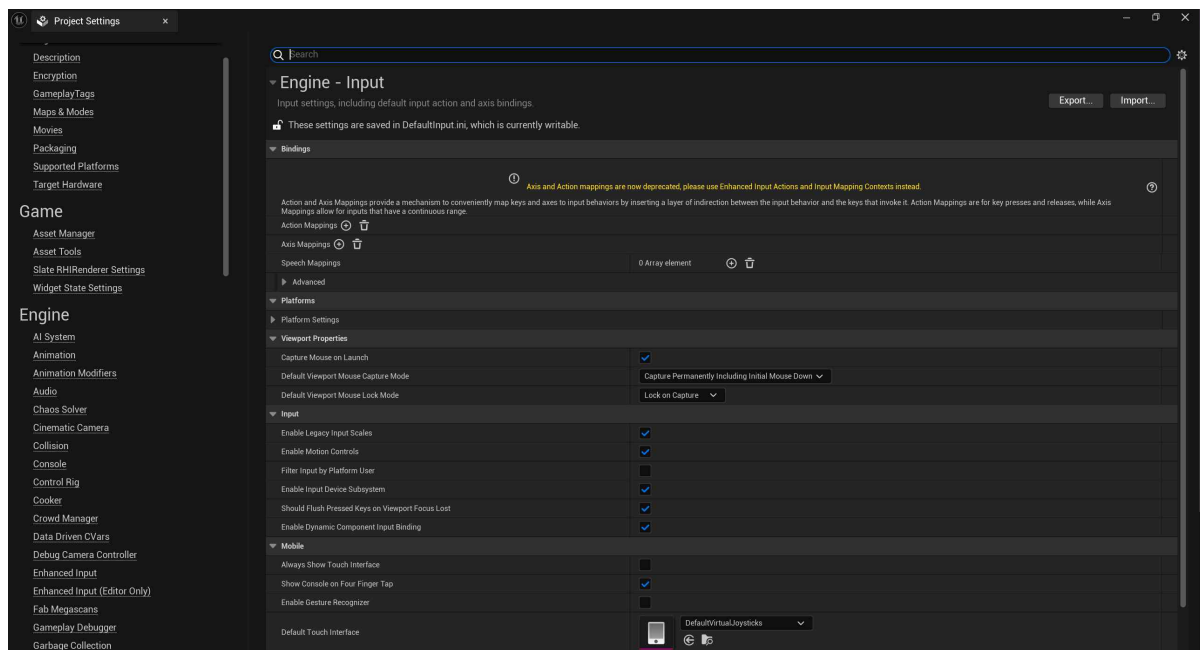 Project Settings
Description
Encryption
GameplayTags
Maps & Modes
Movies
Packaging
Supported Platforms
Target Hardware
Game
Asset Manager
Asset Tools
Slate RHIRenderer Settings
Widget State Settings
Engine
AI System
Animation
Animation Modifiers
Audio
Chaos Solver
Cinematic Camera
Collision
Console
Control Rig
Cooker
Crowd Manager
Data Driven CVars
Debug Camera Controller
Enhanced Input
Enhanced Input (Editor Only)
Fab Megascans
Gameplay Debugger
Garbage Collection
Search
Engine - Input
Input settings, including default input action and axis bindings.
Export... Import...
These settings are saved in DefaultInput.ini, which is currently writable.
Bindings
Axis and Action mappings are now deprecated, please use Enhanced Input Actions and Input Mapping Contexts instead.
Action and Axis Mappings provide a mechanism to conveniently map keys and axes to input behaviors by inserting a layer of indirection between the input behavior and the keys that invoke it. Action Mappings are for key presses and releases, while Axis
Mappings allow for inputs that have a continuous range.
Action Mappings
Axis Mappings
Speech Mappings 0 Array element
Advanced
Platforms
Platform Settings
Viewport Properties
Capture Mouse on Launch
Default Viewport Mouse Capture Mode Capture Permanently Including Initial Mouse Down
Default Viewport Mouse Lock Mode Lock on Capture
Input
Enable Legacy Input Scales
Enable Motion Controls
Filter Input by Platform User
Enable Input Device Subsystem
Should Flush Pressed Keys on Viewport Focus Lost
Enable Dynamic Component Input Binding
Mobile
Always Show Touch Interface
Show Console on Four Finger Tap
Enable Gesture Recognizer
Default Touch Interface DefaultVirtualJoysticks